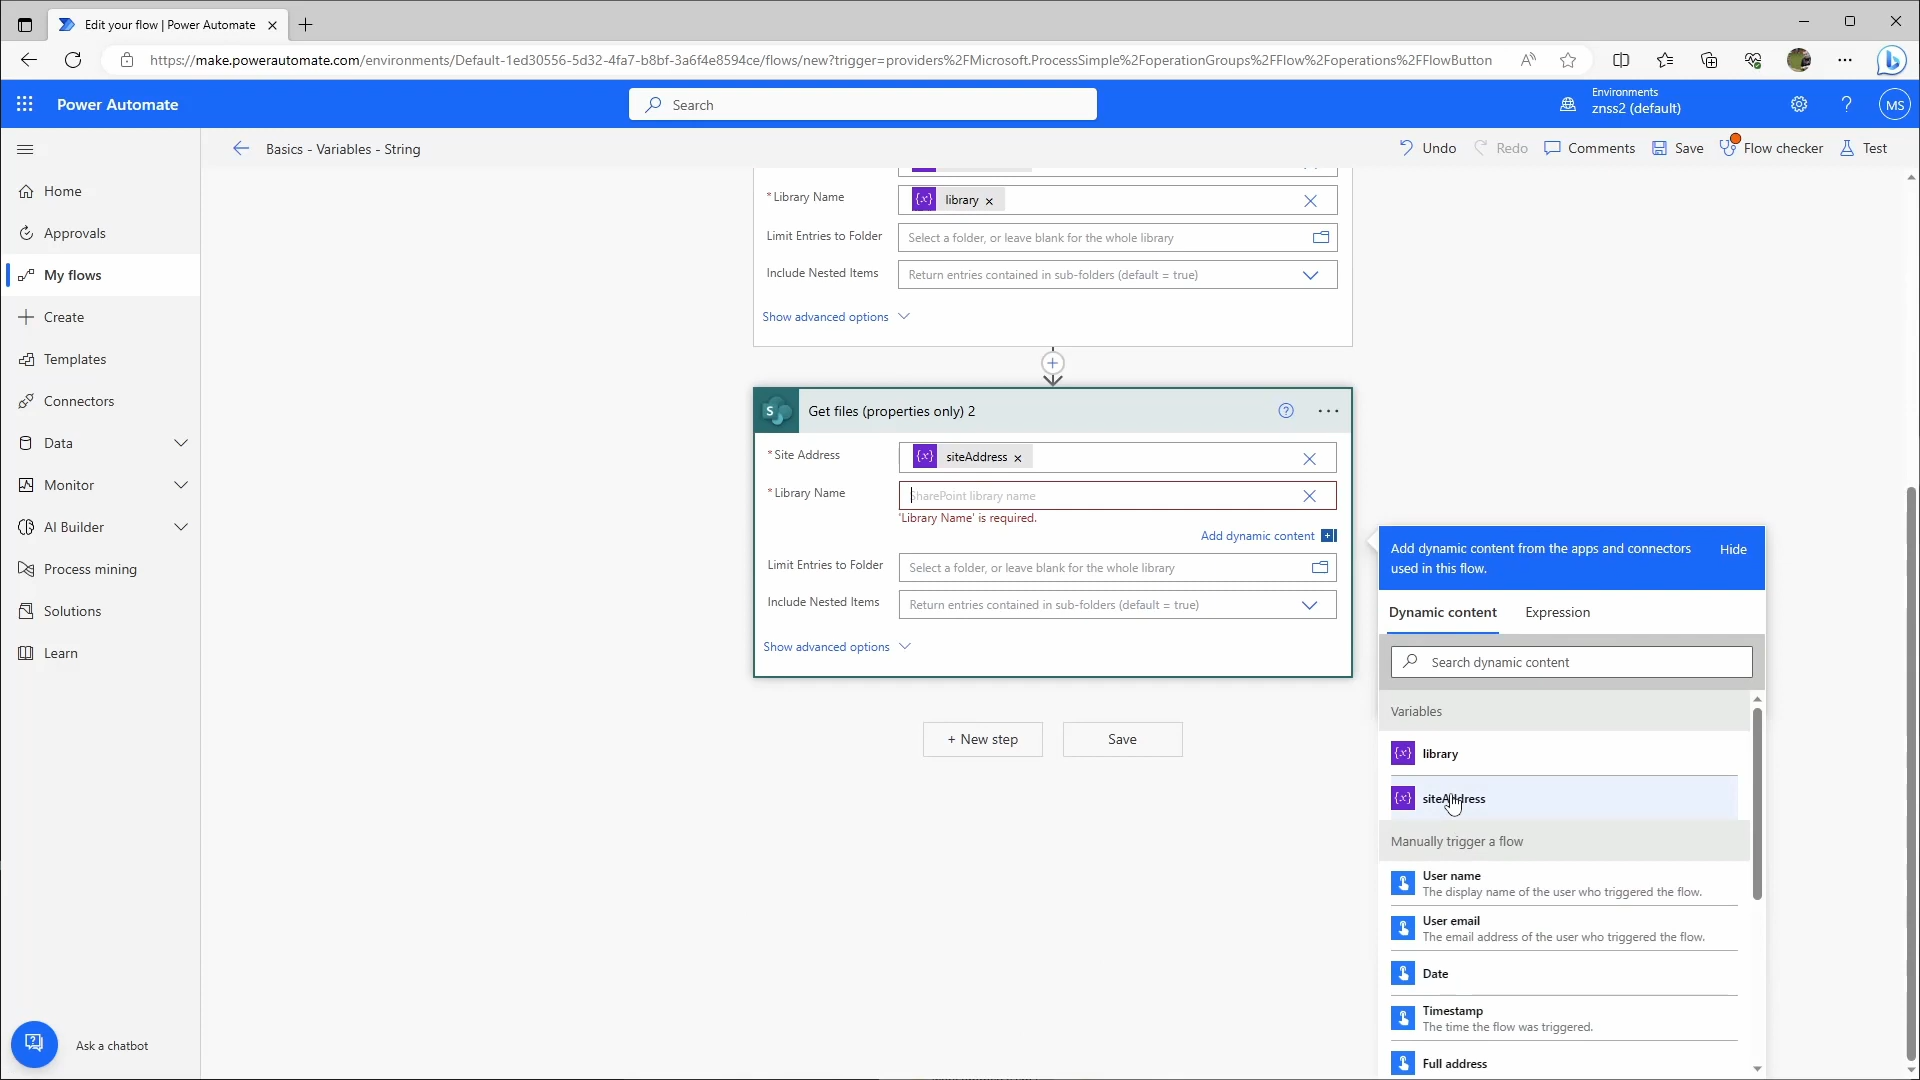 Edit your flow | Power Automate
https://make.powerautomate.com/environments/Default-1ed30556-5d32-4fa7-b8bf-3a6f4e8594ce/flows/new?trigger=providers%2FMicrosoft.ProcessSimple%2FoperationGroups%2FFlow%2Foperations%2FFlowButton
Power Automate
Search
Environments
znss2 (default)
?
MS
Basics - Variables - String
Undo
Redo
Comments
Save
Flow checker
Test
Home
Approvals
My flows
Create
Templates
Connectors
Data
Monitor
AI Builder
Process mining
Solutions
Learn
Ask a chatbot
*Library Name
{x} library ×
Limit Entries to Folder
Select a folder, or leave blank for the whole library
Include Nested Items
Return entries contained in sub-folders (default = true)
Show advanced options
S
Get files (properties only) 2
*Site Address
{x} siteAddress ×
*Library Name
SharePoint library name
'Library Name' is required.
Add dynamic content
Limit Entries to Folder
Select a folder, or leave blank for the whole library
Include Nested Items
Return entries contained in sub-folders (default = true)
Show advanced options
+ New step
Save
Add dynamic content from the apps and connectors
used in this flow.
Hide
Dynamic content
Expression
Search dynamic content
Variables
{x} library
{x} siteAddress
Manually trigger a flow
User name
The display name of the user who triggered the flow.
User email
The email address of the user who triggered the flow.
Date
Timestamp
The time the flow was triggered.
Full address